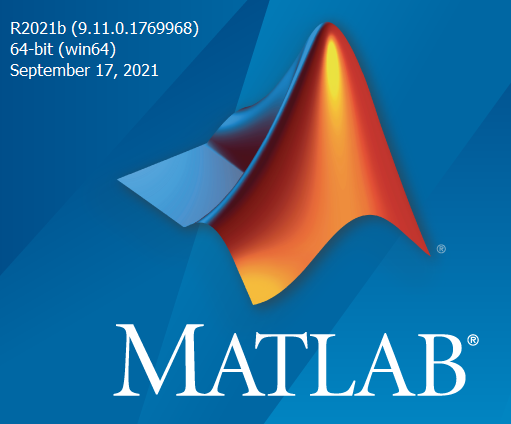 R2021b (9.11.0.1769968)
64-bit (win64)
September 17, 2021
®
MATLAB®